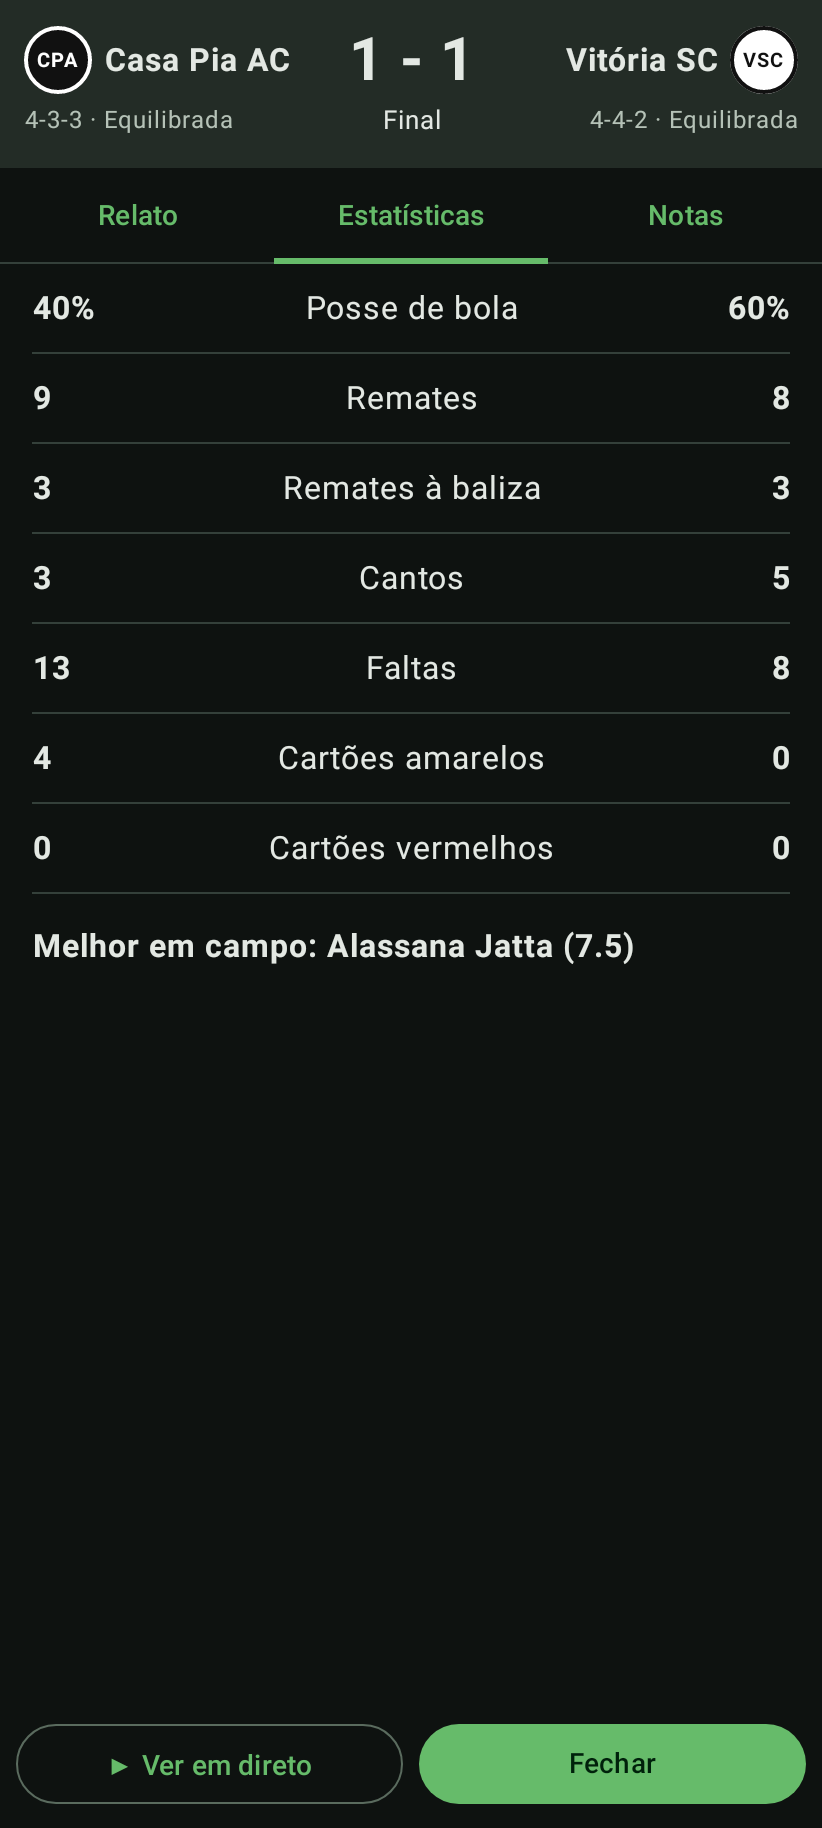 CPA Casa Pia AC 1 - 1 Vitória SC VSC
4-3-3 · Equilibrada Final 4-4-2 · Equilibrada
Relato Estatísticas Notas
40% Posse de bola 60%
9 Remates 8
3 Remates à baliza 3
3 Cantos 5
13 Faltas 8
4 Cartões amarelos 0
0 Cartões vermelhos 0
Melhor em campo: Alassana Jatta (7.5)
► Ver em direto Fechar